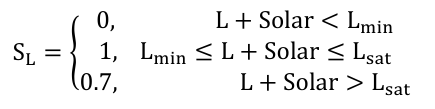 0, L + Solar < L_min
S_L = { 1, L_min ≤ L + Solar ≤ L_sat
0.7, L + Solar > L_sat